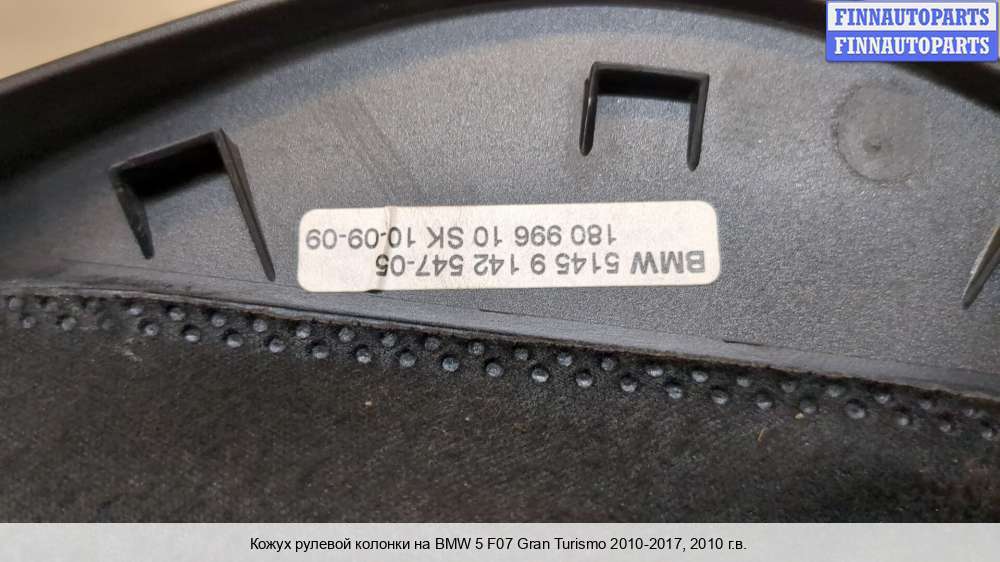 FINNAUTOPARTS
FINNAUTOPARTS
BMW 5145 9 142 547-05
180 996 10 SK 10-09-09
Кожух рулевой колонки на BMW 5 F07 Gran Turismo 2010-2017, 2010 г.в.